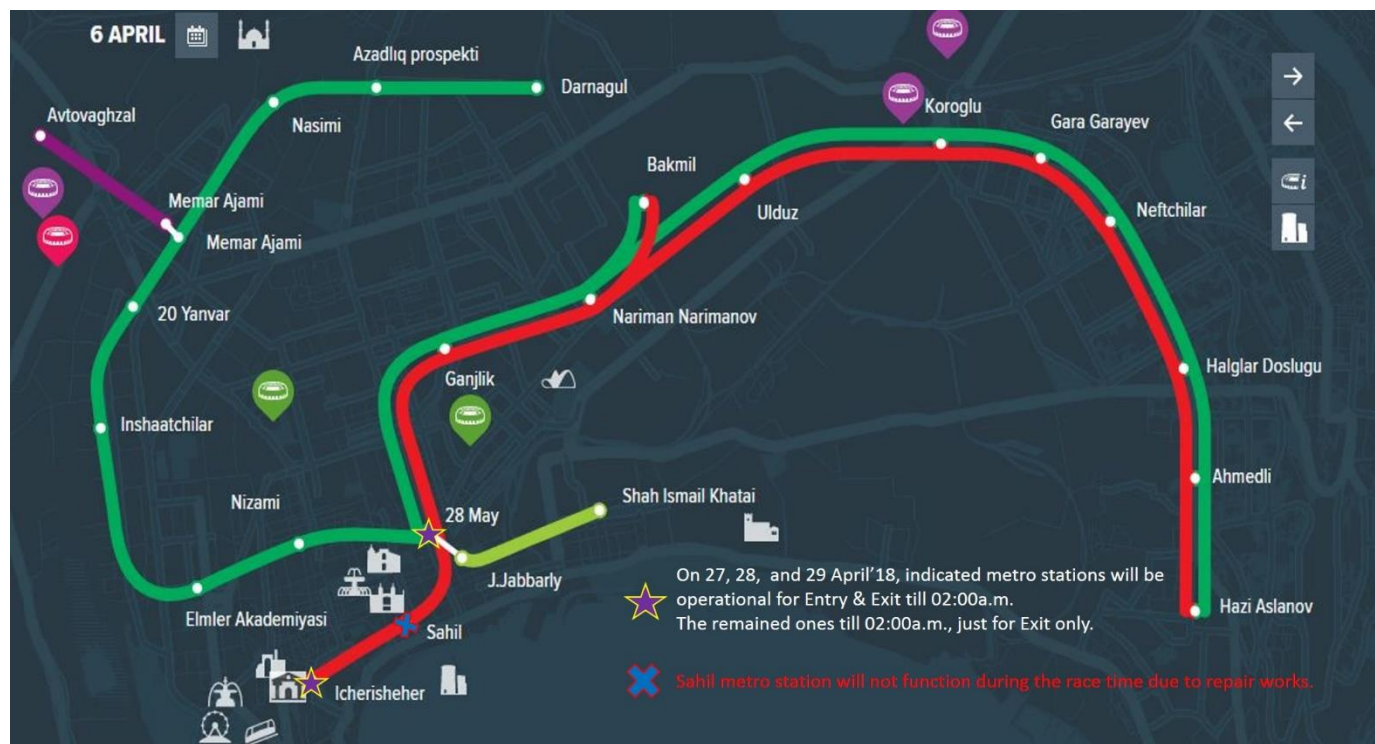 6 APRIL
Azadlıq prospekti
Darnagul
Avtovaghzal
Nasimi
Koroglu
Gara Garayev
Bakmil
Memar Ajami
Ulduz
Neftchilar
Memar Ajami
20 Yanvar
Nariman Narimanov
Halglar Doslugu
Ganjlik
Inshaatchilar
Ahmedli
Nizami
Shah Ismail Khatai
28 May
J.Jabbarly
On 27, 28, and 29 April'18, indicated metro stations will be
operational for Entry & Exit till 02:00a.m.
The remained ones till 02:00a.m., just for Exit only.
Hazi Aslanov
Elmler Akademiyasi
Sahil
Icherisheher
Sahil metro station will not function during the race time due to repair works.